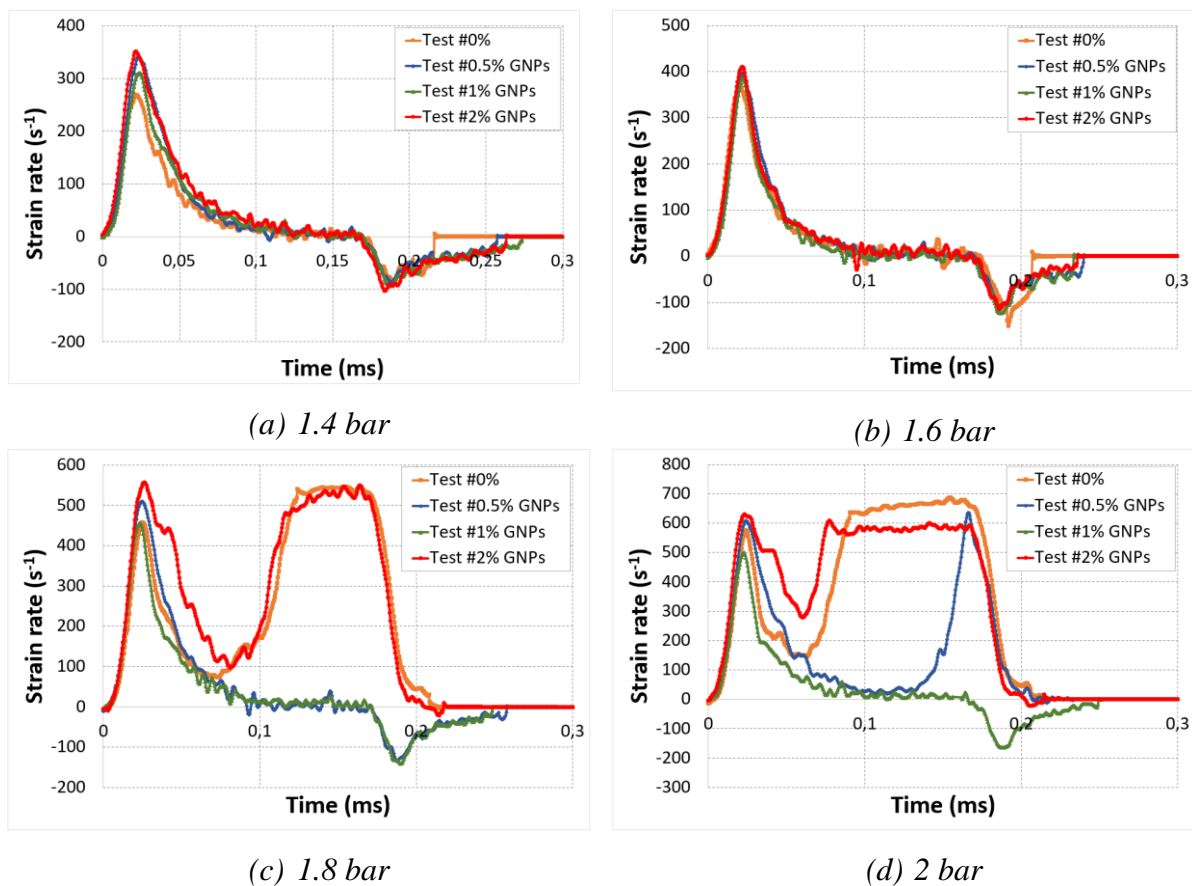 400
300
200
100
0
-100
-200
Strain rate (s-1)
Test #0%
Test #0.5% GNPs
Test #1% GNPs
Test #2% GNPs
0
0,05
0,1
0,15
0,2
0,25
0,3
Time (ms)
(a) 1.4 bar
500
400
300
200
100
0
-100
-200
Strain rate (s-1)
Test #0%
Test #0.5% GNPs
Test #1% GNPs
Test #2% GNPs
0
0,1
0,2
0,3
Time (ms)
(b) 1.6 bar
600
500
400
300
200
100
0
-100
-200
Strain rate (s-1)
Test #0%
Test #0.5% GNPs
Test #1% GNPs
Test #2% GNPs
0
0,1
0,2
0,3
Time (ms)
(c) 1.8 bar
800
700
600
500
400
300
200
100
0
-100
-200
-300
Strain rate (s-1)
Test #0%
Test #0.5% GNPs
Test #1% GNPs
Test #2% GNPs
0
0,1
0,2
0,3
Time (ms)
(d) 2 bar